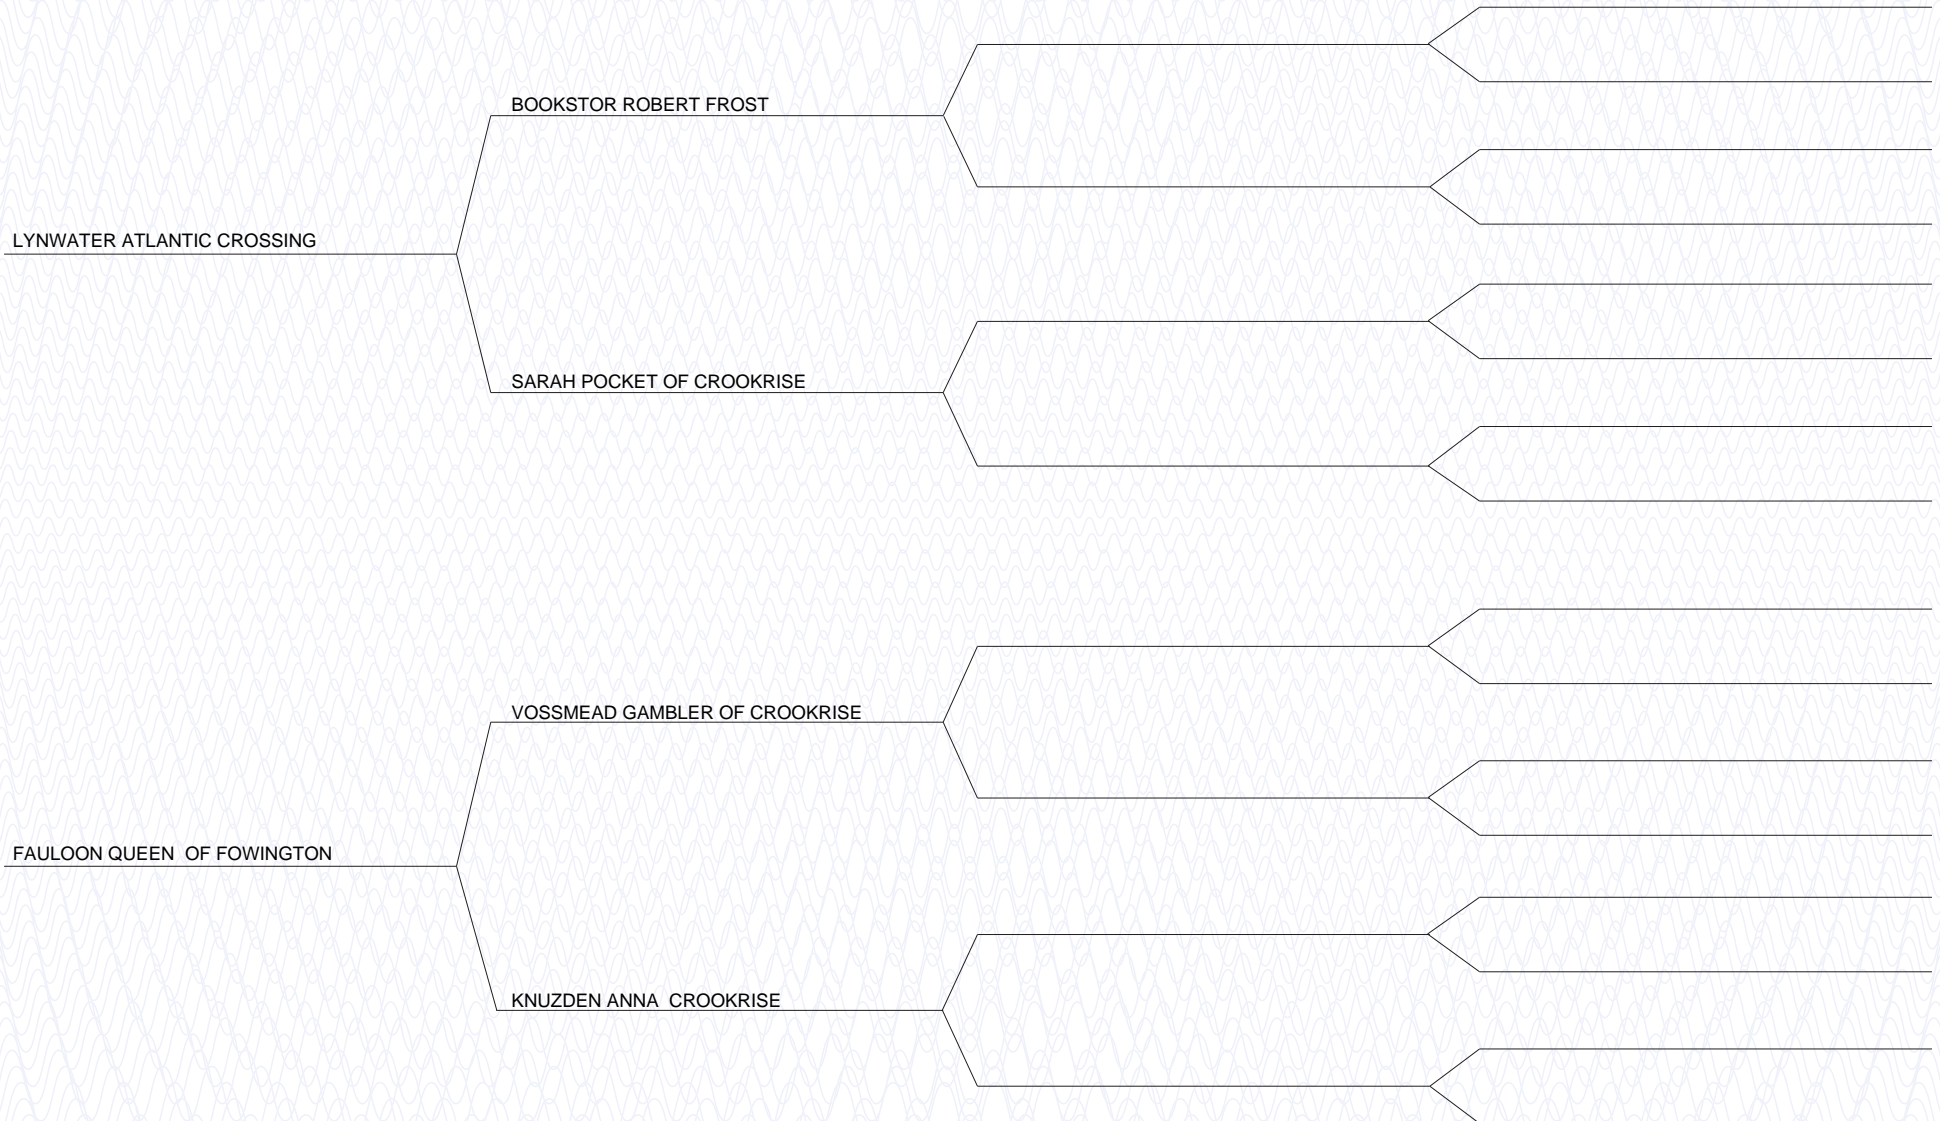 BOOKSTOR ROBERT FROST
LYNWATER ATLANTIC CROSSING
SARAH POCKET OF CROOKRISE
VOSSMEAD GAMBLER OF CROOKRISE
FAULOON QUEEN  OF FOWINGTON
KNUZDEN ANNA  CROOKRISE